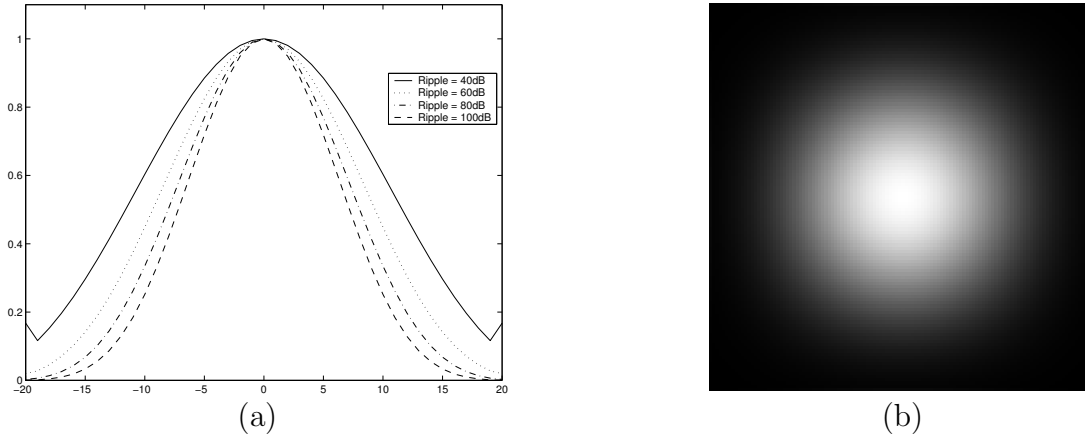 1
0.8
0.6
0.4
0.2
0
−20 −15 −10 −5 0 5 10 15 20
Ripple = 40dB
Ripple = 60dB
Ripple = 80dB
Ripple = 100dB
(a)
(b)